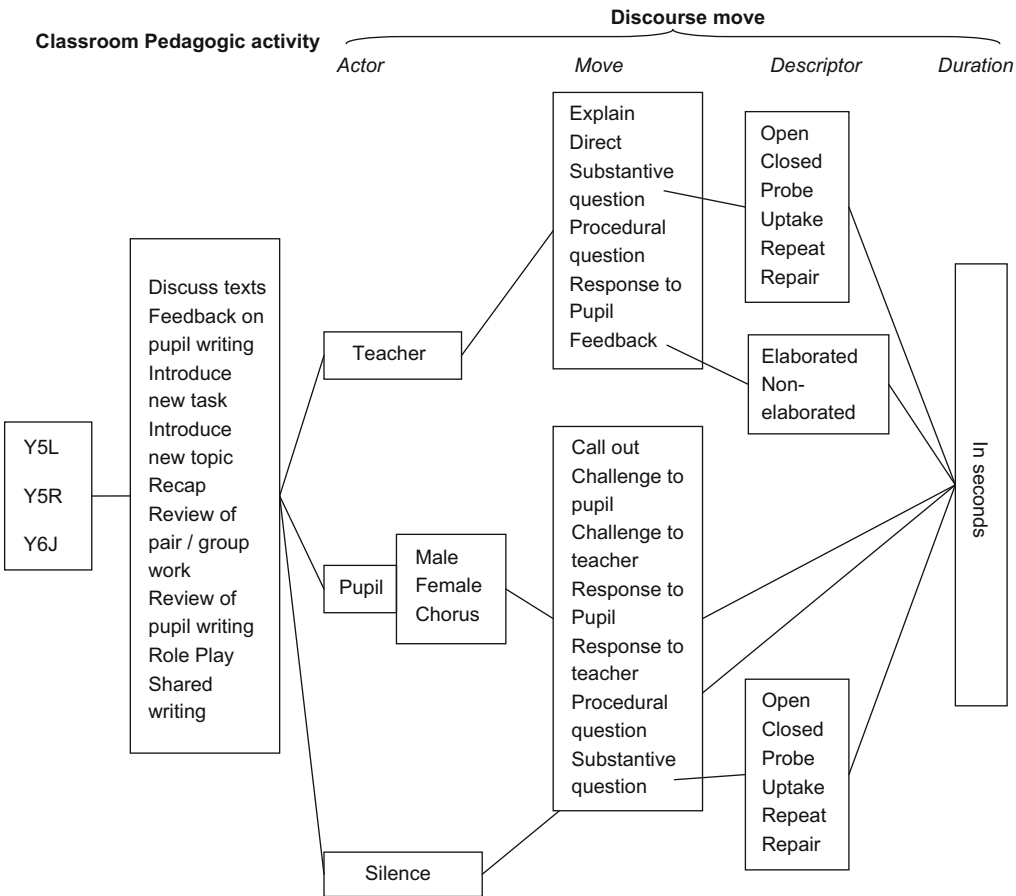 Discourse move
Classroom Pedagogic activity
Actor
Move
Descriptor
Duration
Y5L
Y5R
Y6J
Discuss texts
Feedback on
pupil writing
Introduce
new task
Introduce
new topic
Recap
Review of
pair / group
work
Review of
pupil writing
Role Play
Shared
writing
Teacher
Pupil
Male
Female
Chorus
Silence
Explain
Direct
Substantive
question
Procedural
question
Response to
Pupil
Feedback
Call out
Challenge to
pupil
Challenge to
teacher
Response to
Pupil
Response to
teacher
Procedural
question
Substantive
question
Open
Closed
Probe
Uptake
Repeat
Repair
Elaborated
Non-
elaborated
Open
Closed
Probe
Uptake
Repeat
Repair
In seconds